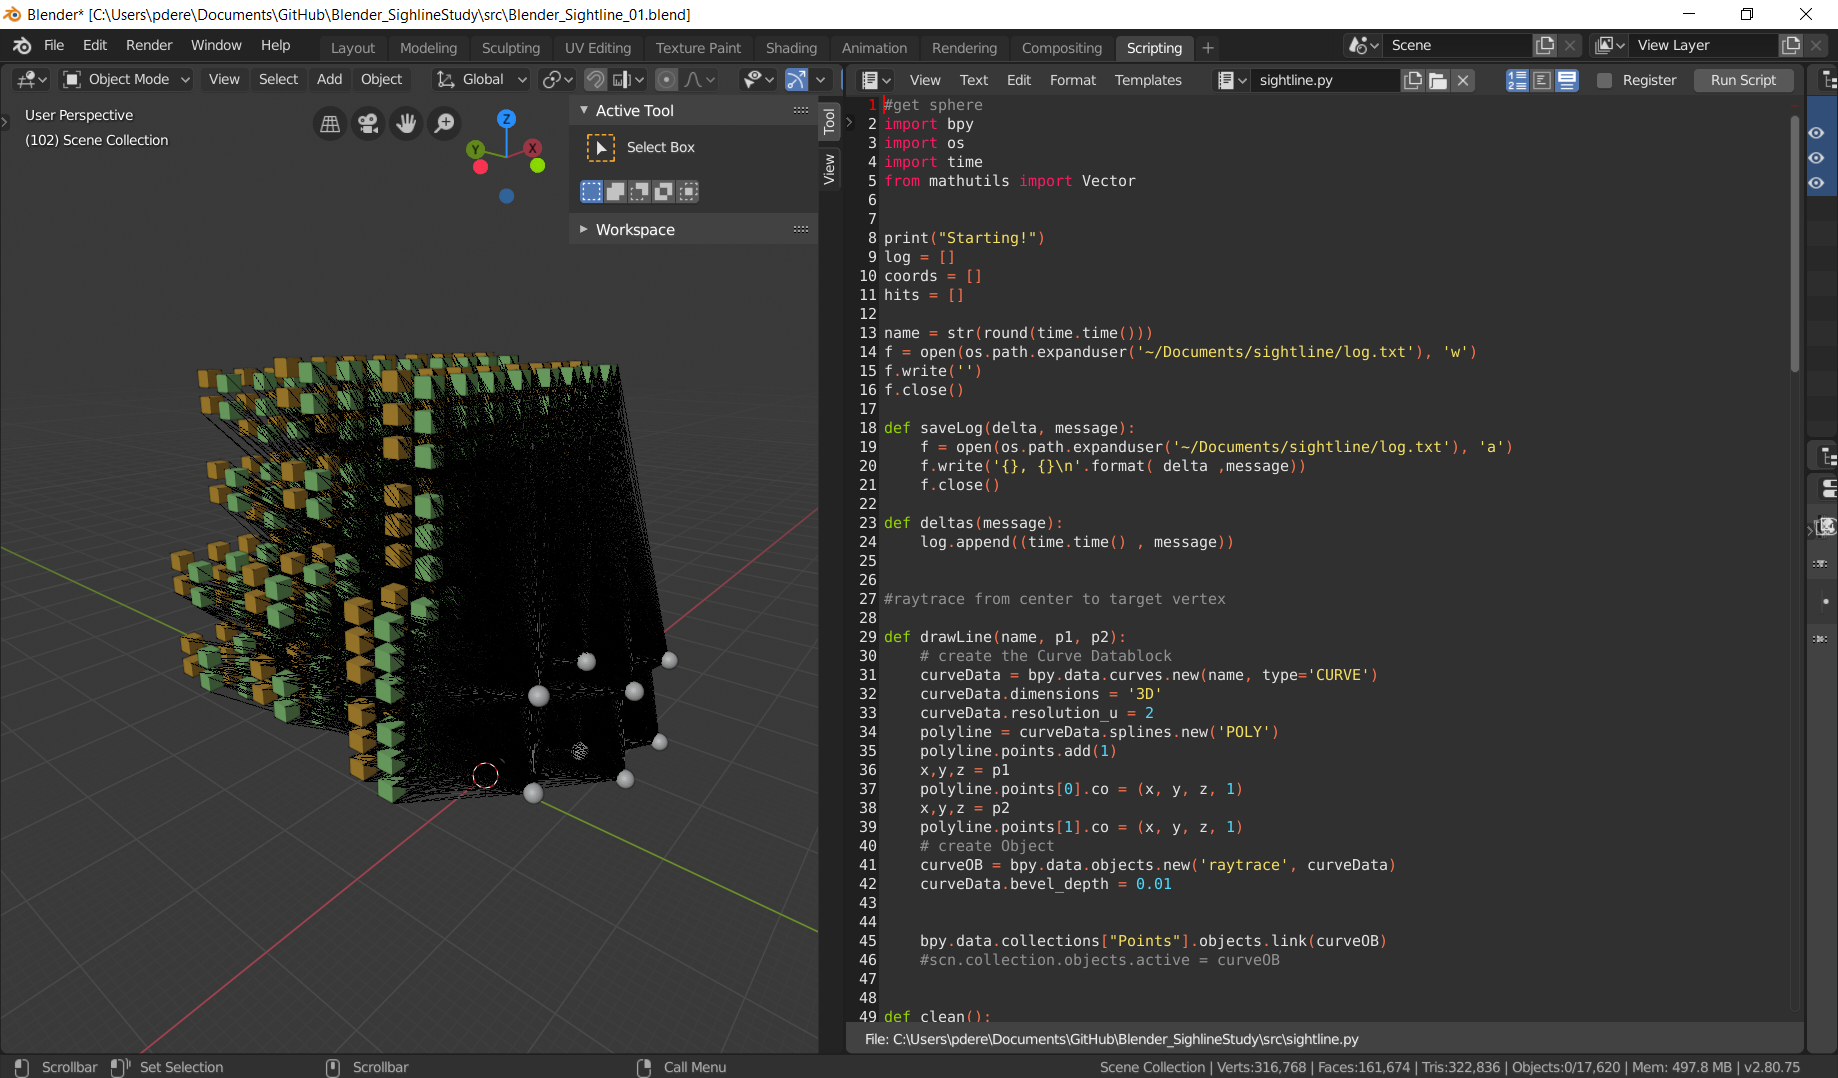 Blender* [C:\Users\pdere\Documents\GitHub\Blender_SighlineStudy\src\Blender_Sightline_01.blend]
File Edit Render Window Help Layout Modeling Sculpting UV Editing Texture Paint Shading Animation Rendering Compositing Scripting + Scene View Layer
Object Mode View Select Add Object Global View Text Edit Format Templates sightline.py Register Run Script
User Perspective
(102) Scene Collection
Z
Y
X
Active Tool
Select Box
Workspace
Tool
View
1 #get sphere
2 import bpy
3 import os
4 import time
5 from mathutils import Vector
6
7
8 print("Starting!")
9 log = []
10 coords = []
11 hits = []
12
13 name = str(round(time.time()))
14 f = open(os.path.expanduser('~/Documents/sightline/log.txt'), 'w')
15 f.write('')
16 f.close()
17
18 def saveLog(delta, message):
19     f = open(os.path.expanduser('~/Documents/sightline/log.txt'), 'a')
20     f.write('{}, {}\n'.format( delta ,message))
21     f.close()
22
23 def deltas(message):
24     log.append((time.time() , message))
25
26
27 #raytrace from center to target vertex
28
29 def drawLine(name, p1, p2):
30     # create the Curve Datablock
31     curveData = bpy.data.curves.new(name, type='CURVE')
32     curveData.dimensions = '3D'
33     curveData.resolution_u = 2
34     polyline = curveData.splines.new('POLY')
35     polyline.points.add(1)
36     x,y,z = p1
37     polyline.points[0].co = (x, y, z, 1)
38     x,y,z = p2
39     polyline.points[1].co = (x, y, z, 1)
40     # create Object
41     curveOB = bpy.data.objects.new('raytrace', curveData)
42     curveData.bevel_depth = 0.01
43
44
45     bpy.data.collections["Points"].objects.link(curveOB)
46     #scn.collection.objects.active = curveOB
47
48
49 def clean():
File: C:\Users\pdere\Documents\GitHub\Blender_SighlineStudy\src\sightline.py
Scrollbar Set Selection Scrollbar Call Menu Scene Collection | Verts:316,768 | Faces:161,674 | Tris:322,836 | Objects:0/17,620 | Mem: 497.8 MB | v2.80.75